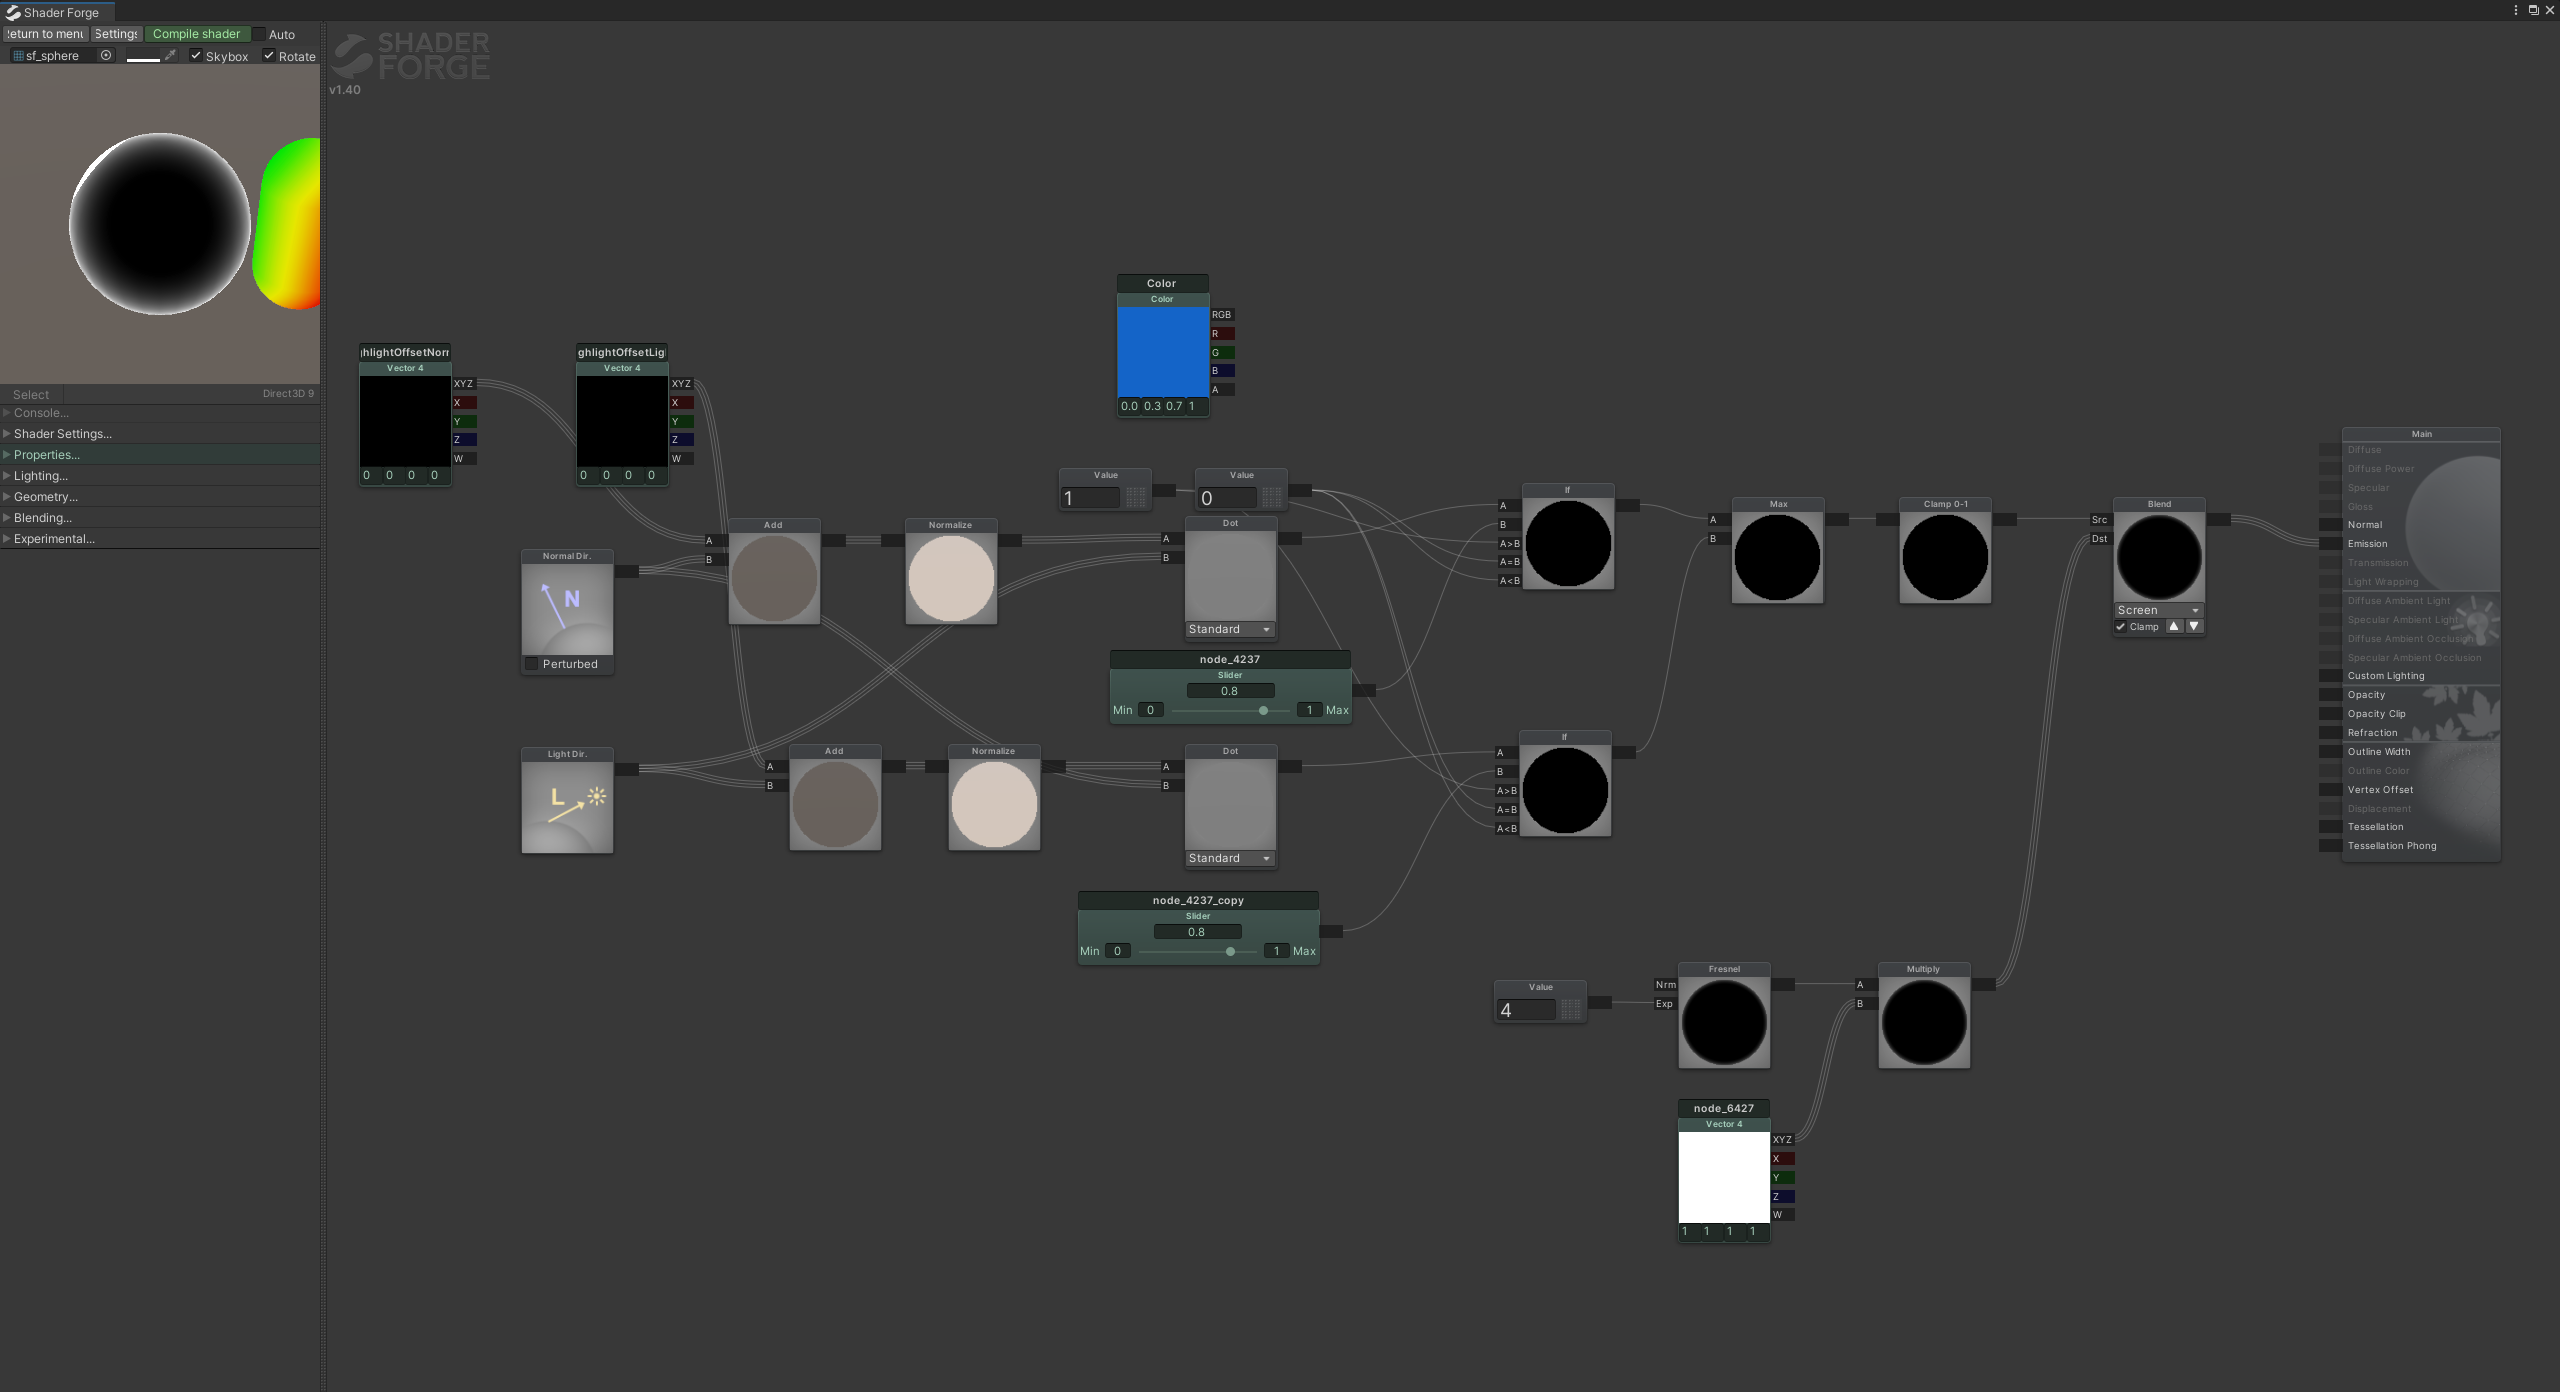 Shader Forge
Settings
Compile shader
Auto
sf_sphere
Skybox
Rotate
SHADER
FORGE
v1.40
Select
Direct3D 9
Console...
Shader Settings...
Properties...
Lighting...
Geometry...
Blending...
Experimental...
Color
Color
RGB
R
G
B
A
0.0 0.3 0.7 1
hlightOffsetNorr
Vector 4
XYZ
X
Y
Z
W
0 0 0 0
ghlightOffsetLig
Vector 4
XYZ
X
Y
Z
W
0 0 0 0
Value
1
Value
0
Normal Dir.
N
Perturbed
Add
A
B
Normalize
Dot
A
B
Standard
node_4237
Slider
0.8
Min 0 1 Max
Light Dir.
L
Add
A
B
Normalize
Dot
A
B
Standard
node_4237_copy
Slider
0.8
Min 0 1 Max
If
A
B
A>B
A=B
A<B
If
A
B
A>B
A=B
A<B
Max
A
B
Clamp 0-1
Blend
Src
Dst
Screen
Clamp
Value
4
Fresnel
Nrm
Exp
Multiply
A
B
node_6427
Vector 4
XYZ
X
Y
Z
W
1 1 1 1
Main
Diffuse
Diffuse Power
Specular
Gloss
Normal
Emission
Transmission
Light Wrapping
Diffuse Ambient Light
Specular Ambient Light
Diffuse Ambient Occlusion
Specular Ambient Occlusion
Custom Lighting
Opacity
Opacity Clip
Refraction
Outline Width
Outline Color
Vertex Offset
Displacement
Tessellation
Tessellation Phong